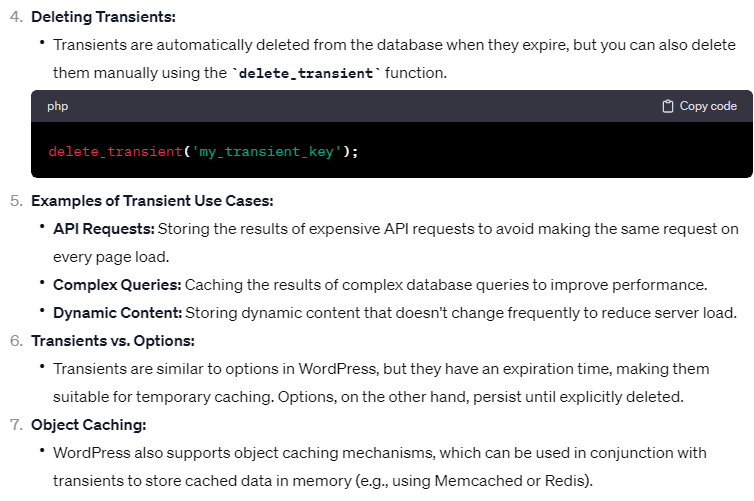 4. Deleting Transients:
• Transients are automatically deleted from the database when they expire, but you can also delete
them manually using the `delete_transient` function.
php
Copy code
delete_transient('my_transient_key');
5. Examples of Transient Use Cases:
• API Requests: Storing the results of expensive API requests to avoid making the same request on
every page load.
• Complex Queries: Caching the results of complex database queries to improve performance.
• Dynamic Content: Storing dynamic content that doesn't change frequently to reduce server load.
6. Transients vs. Options:
• Transients are similar to options in WordPress, but they have an expiration time, making them
suitable for temporary caching. Options, on the other hand, persist until explicitly deleted.
7. Object Caching:
• WordPress also supports object caching mechanisms, which can be used in conjunction with
transients to store cached data in memory (e.g., using Memcached or Redis).